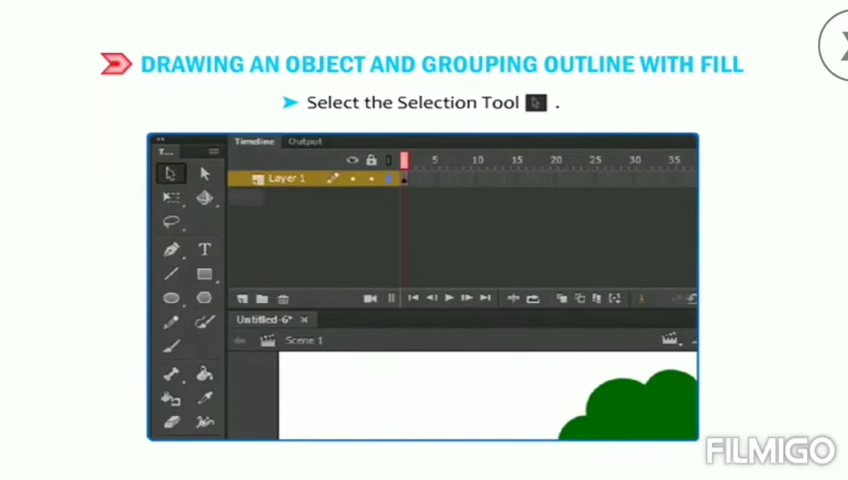 DRAWING AN OBJECT AND GROUPING OUTLINE WITH FILL
Select the Selection Tool .
Timeline Output
T...
5 10 15 20 25 30 35
Layer 1
T
1
Untitled-6* ×
Scene 1
FILMIGO